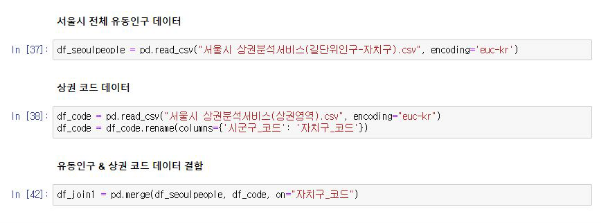 서울시 전체 유동인구 데이터
In [37]: df_seoulpeople = pd.read_csv("서울시 상권분석서비스(길단위인구-자치구).csv", encoding='euc-kr')
상권 코드 데이터
In [38]: df_code = pd.read_csv("서울시 상권분석서비스(상권영역).csv", encoding="euc-kr")
df_code = df_code.rename(columns={'시군구_코드': '자치구_코드'})
유동인구 & 상권 코드 데이터 결합
In [42]: df_join1 = pd.merge(df_seoulpeople, df_code, on="자치구_코드")